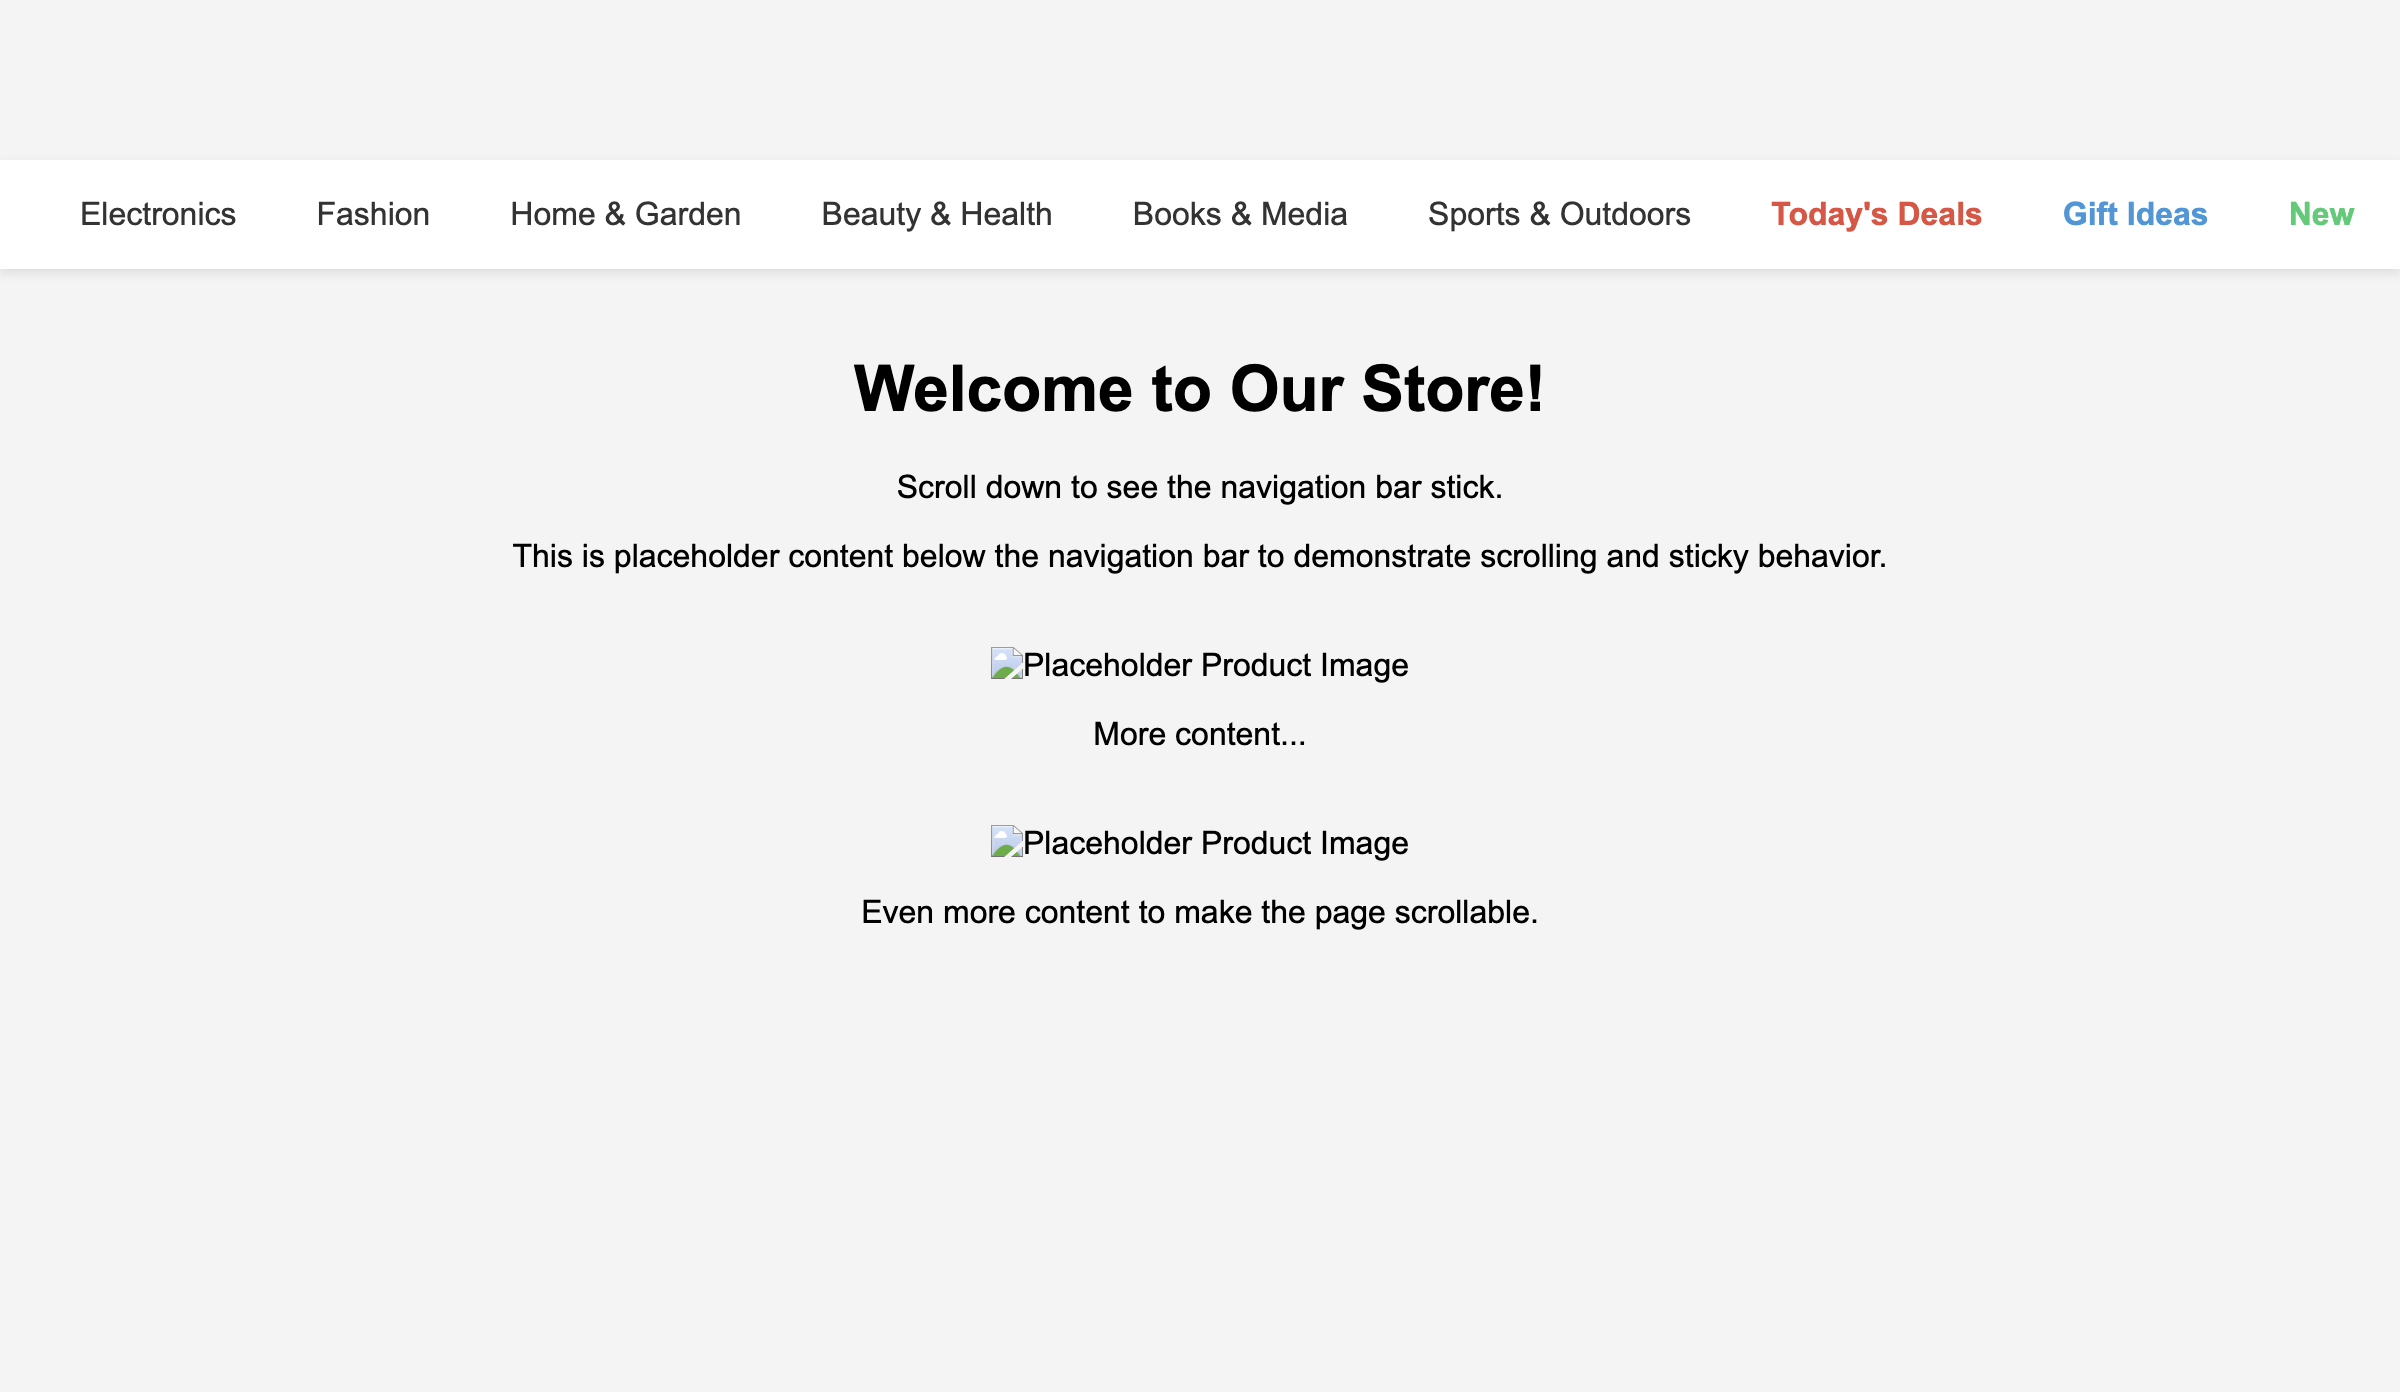 Electronics Fashion Home & Garden Beauty & Health Books & Media Sports & Outdoors Today's Deals Gift Ideas New
Welcome to Our Store!
Scroll down to see the navigation bar stick.
This is placeholder content below the navigation bar to demonstrate scrolling and sticky behavior.
Placeholder Product Image
More content...
Placeholder Product Image
Even more content to make the page scrollable.